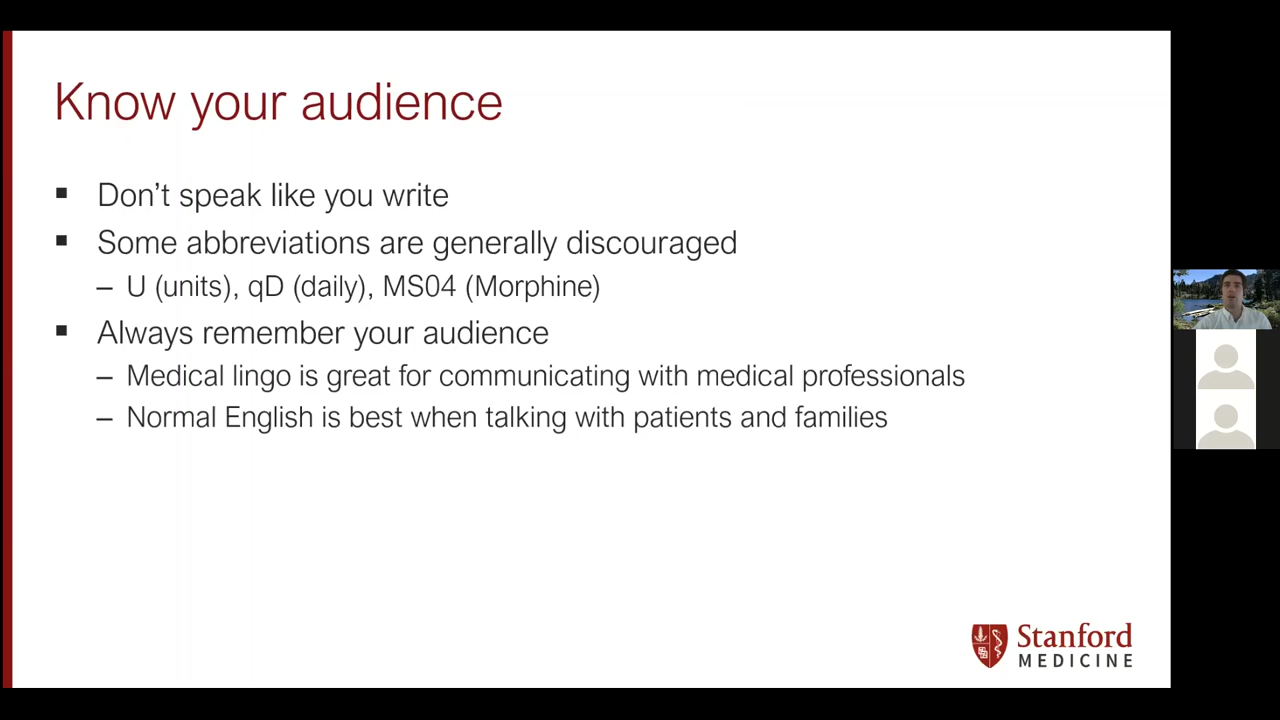 Know your audience
Don't speak like you write
Some abbreviations are generally discouraged
– U (units), qD (daily), MS04 (Morphine)
Always remember your audience
– Medical lingo is great for communicating with medical professionals
– Normal English is best when talking with patients and families
Stanford
MEDICINE